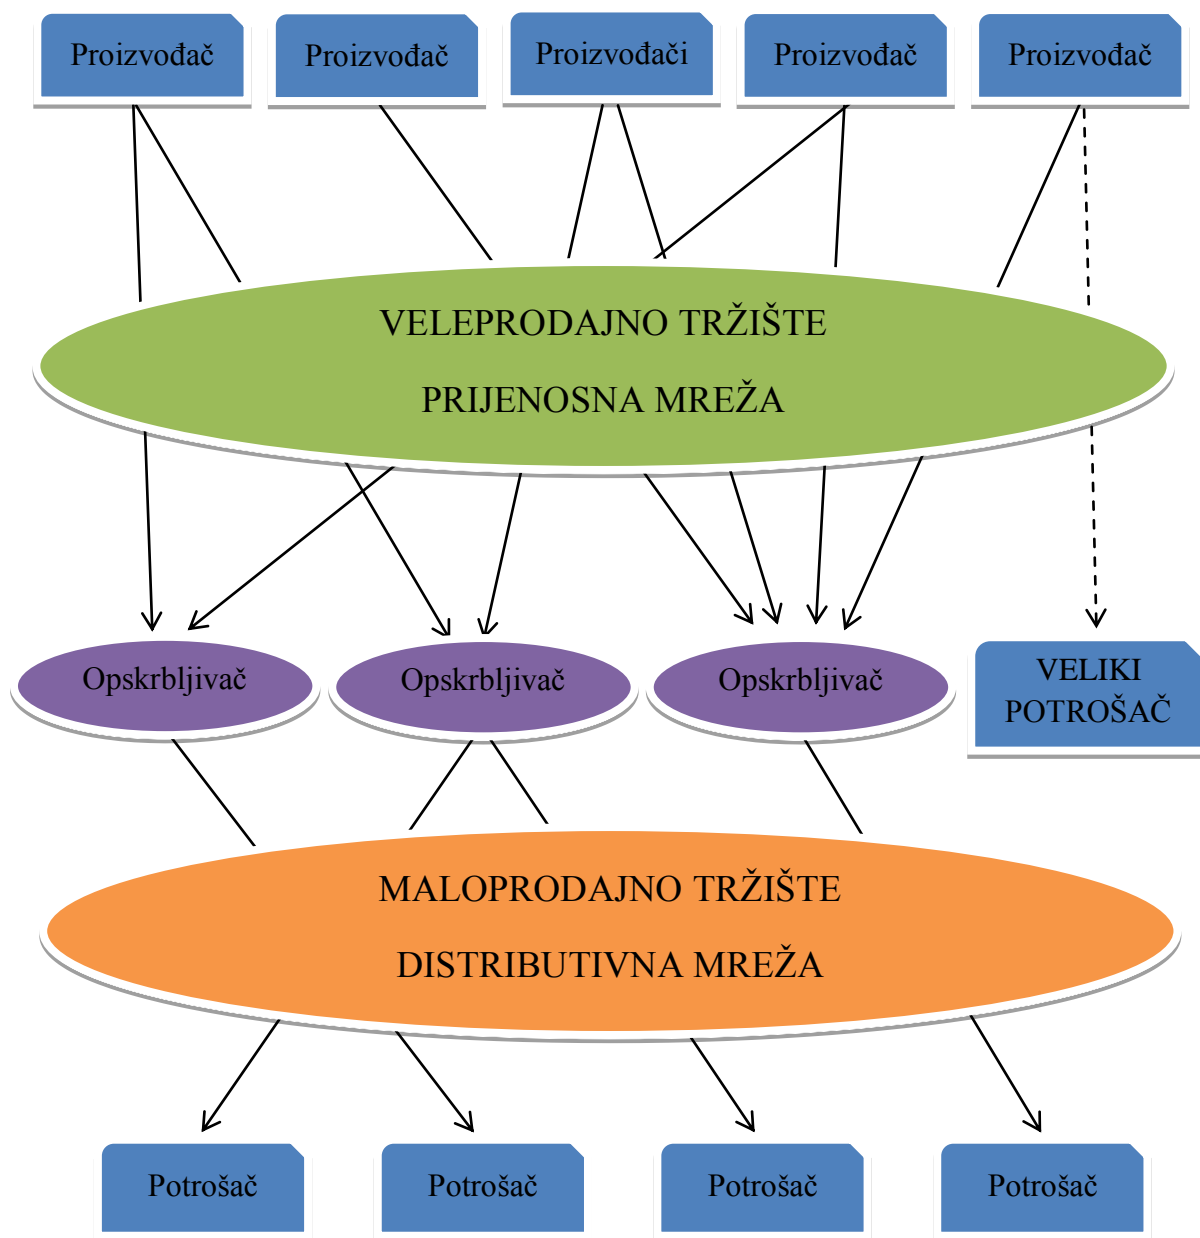 Proizvođač
Proizvođač
Proizvođači
Proizvođač
Proizvođač
VELEPRODAJNO TRŽIŠTE
PRIJENOSNA MREŽA
Opskrbljivač
Opskrbljivač
Opskrbljivač
VELIKI
POTROŠAČ
MALOPRODAJNO TRŽIŠTE
DISTRIBUTIVNA MREŽA
Potrošač
Potrošač
Potrošač
Potrošač